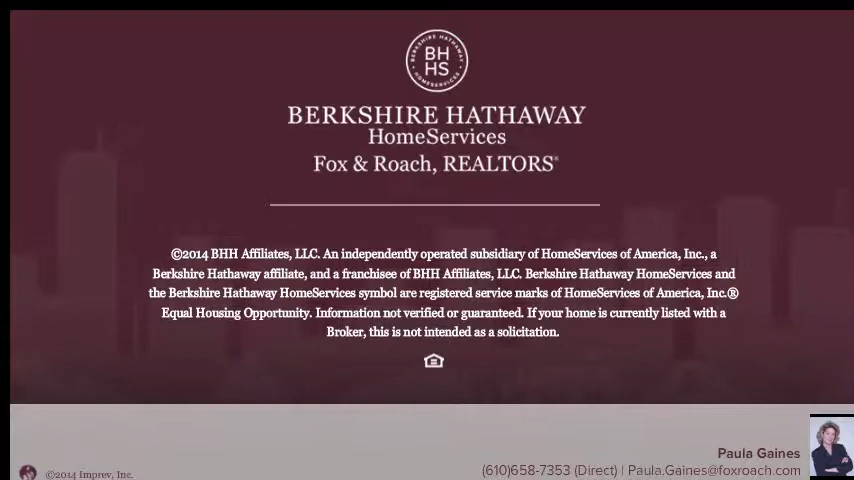 BERKSHIRE HATHAWAY
BH
HS
HOMESERVICES
BERKSHIRE HATHAWAY
HomeServices
Fox & Roach, REALTORS®
©2014 BHH Affiliates, LLC. An independently operated subsidiary of HomeServices of America, Inc., a
Berkshire Hathaway affiliate, and a franchisee of BHH Affiliates, LLC. Berkshire Hathaway HomeServices and
the Berkshire Hathaway HomeServices symbol are registered service marks of HomeServices of America, Inc.®
Equal Housing Opportunity. Information not verified or guaranteed. If your home is currently listed with a
Broker, this is not intended as a solicitation.
Paula Gaines
(610)658-7353 (Direct) | Paula.Gaines@foxroach.com
©2014 Imprev, Inc.